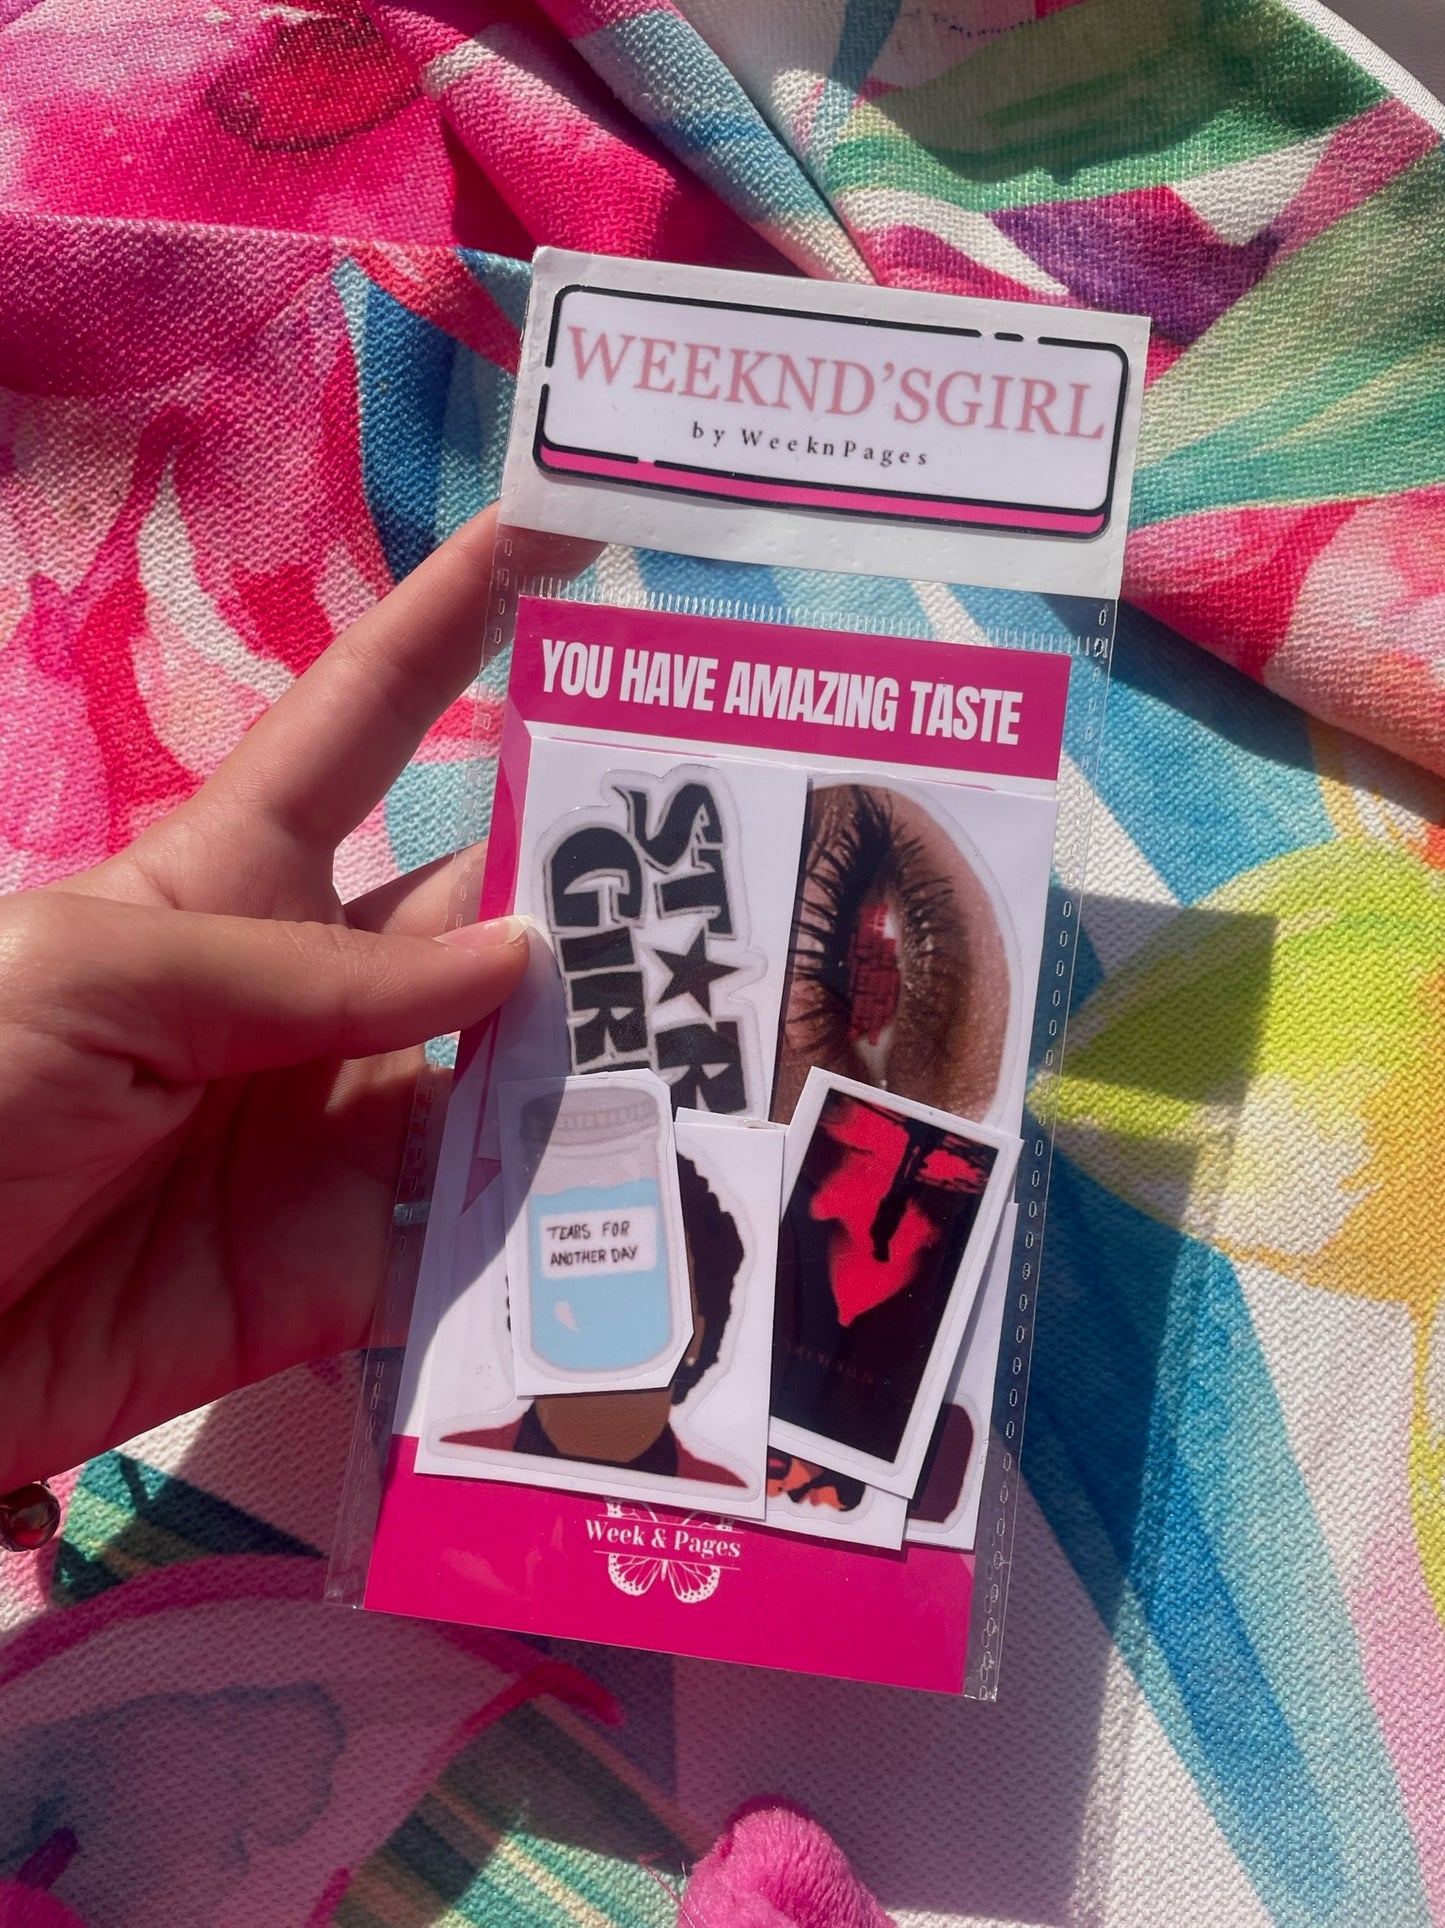 WEEKND'SGIRL
by WeeknPages
YOU HAVE AMAZING TASTE
STAR
GIRL
TEARS FOR
ANOTHER DAY
Week & Pages